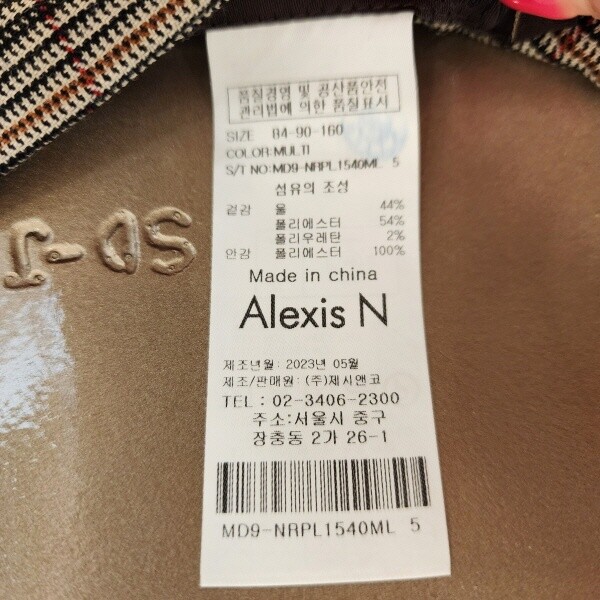 품질경영 및 공산품안전
관리법에 의한 품질표시
SIZE 84-90-160
COLOR:MULTI
S/T NO:MD9-NRPL1540ML 5
섬유의 조성
겉감 울 44%
폴리에스터 54%
폴리우레탄 2%
안감 폴리에스터 100%
Made in china
Alexis N
제조년월: 2023년 05월
제조/판매원: (주)제시앤코
TEL : 02-3406-2300
주소:서울시 중구
장충동 2가 26-1
MD9-NRPL1540ML 5